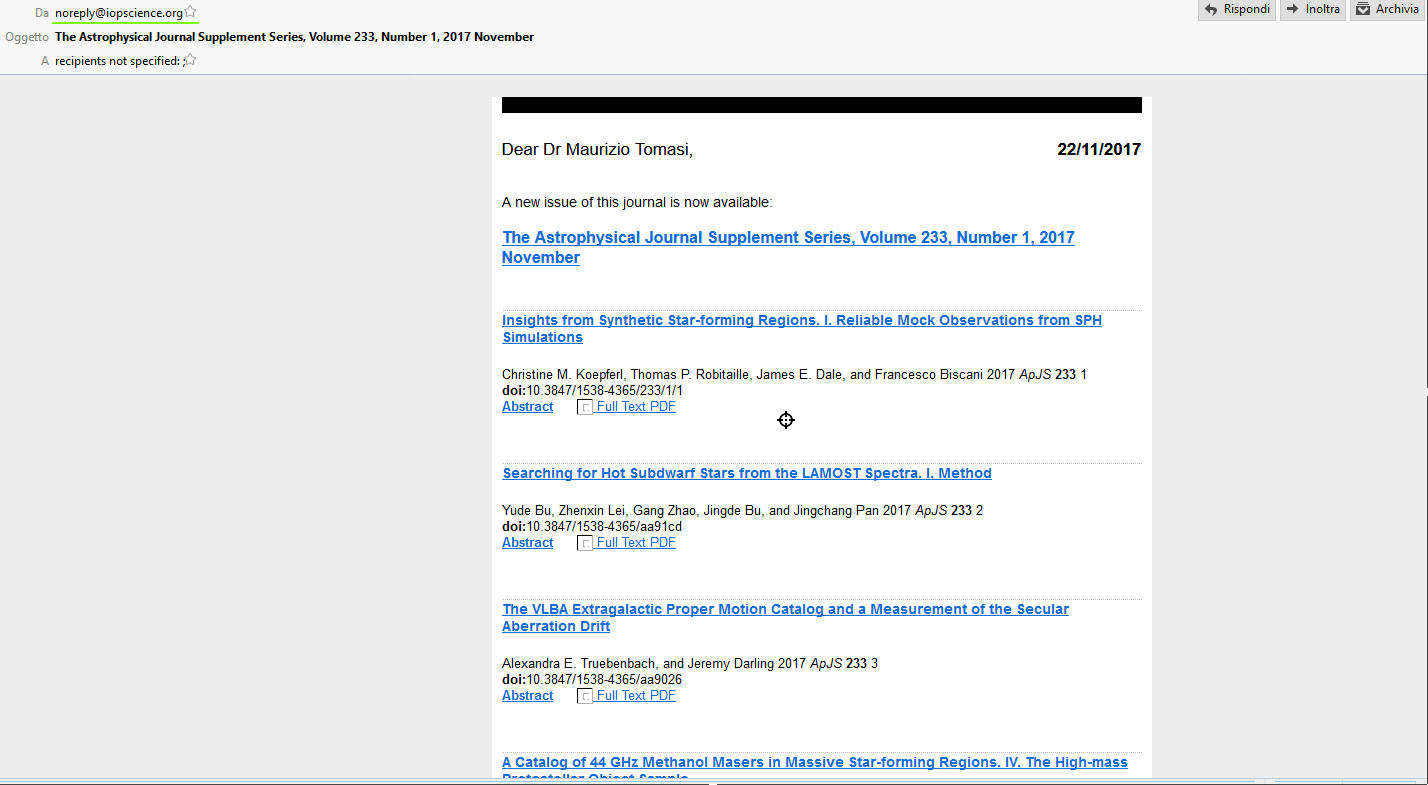 Da noreply@iopscience.org
Rispondi Inoltra Archivia
Oggetto The Astrophysical Journal Supplement Series, Volume 233, Number 1, 2017 November
A recipients not specified: ;
Dear Dr Maurizio Tomasi, 22/11/2017
A new issue of this journal is now available:
The Astrophysical Journal Supplement Series, Volume 233, Number 1, 2017
November
Insights from Synthetic Star-forming Regions. I. Reliable Mock Observations from SPH
Simulations
Christine M. Koepferl, Thomas P. Robitaille, James E. Dale, and Francesco Biscani 2017 ApJS 233 1
doi:10.3847/1538-4365/233/1/1
Abstract Full Text PDF
Searching for Hot Subdwarf Stars from the LAMOST Spectra. I. Method
Yude Bu, Zhenxin Lei, Gang Zhao, Jingde Bu, and Jingchang Pan 2017 ApJS 233 2
doi:10.3847/1538-4365/aa91cd
Abstract Full Text PDF
The VLBA Extragalactic Proper Motion Catalog and a Measurement of the Secular
Aberration Drift
Alexandra E. Truebenbach, and Jeremy Darling 2017 ApJS 233 3
doi:10.3847/1538-4365/aa9026
Abstract Full Text PDF
A Catalog of 44 GHz Methanol Masers in Massive Star-forming Regions. IV. The High-mass
Protostellar Object Sample